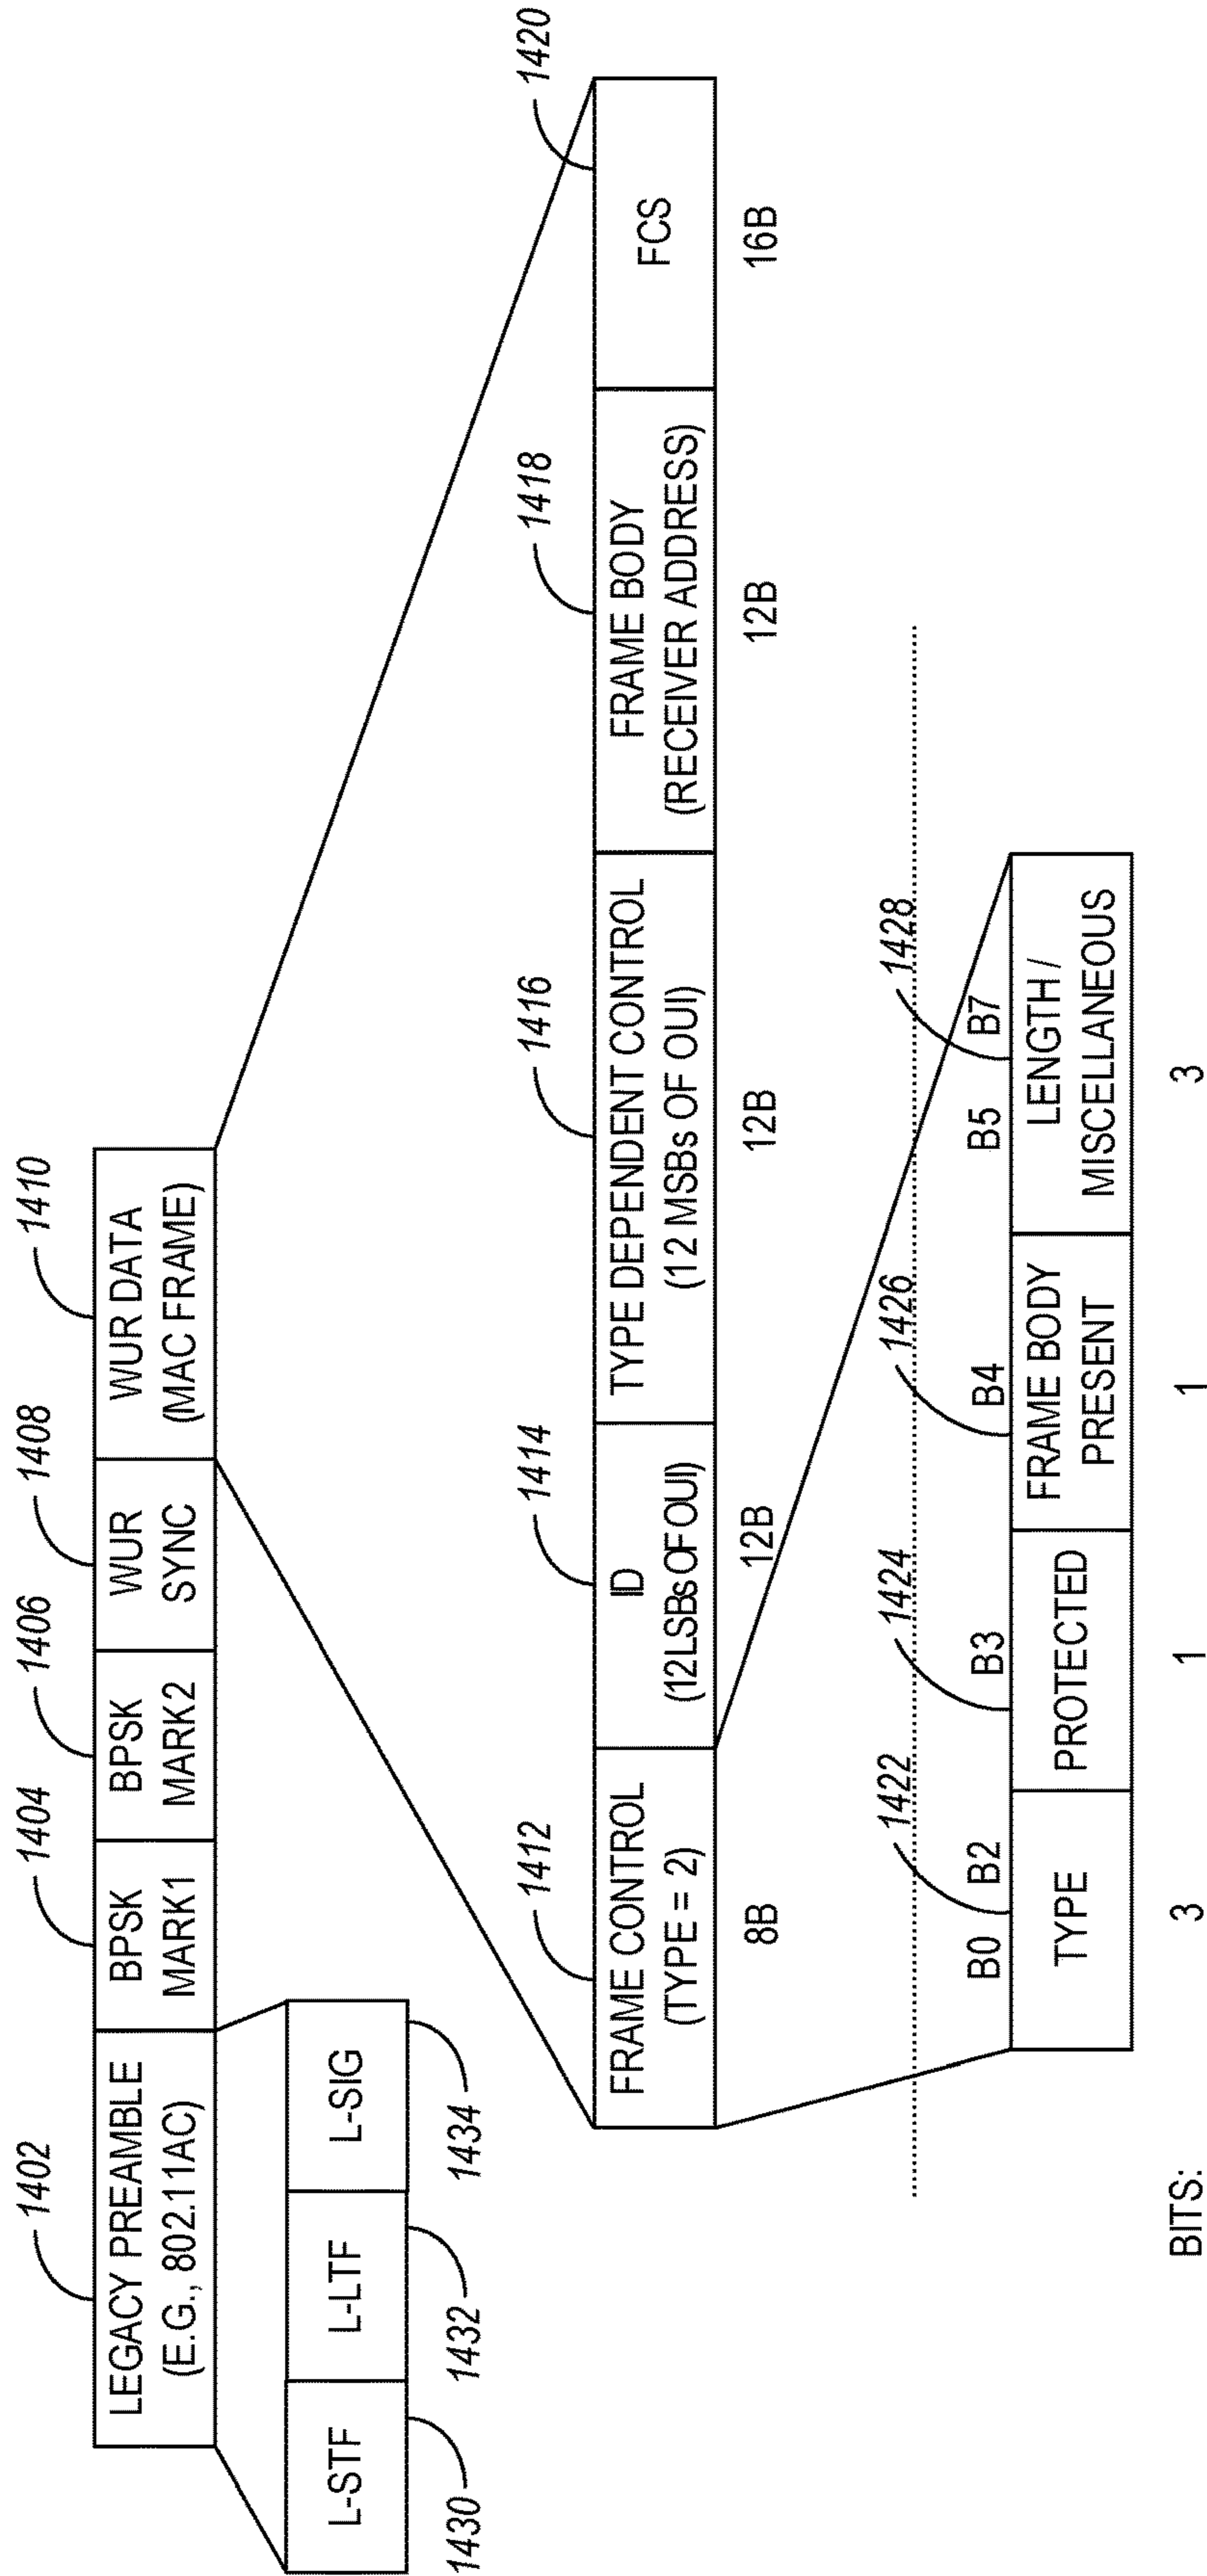 1402
1404
1406
1408
1410
LEGACY PREAMBLE
(E.G., 802.11AC)
BPSK
MARK1
BPSK
MARK2
WUR
SYNC
WUR DATA
(MAC FRAME)
L-STF
L-LTF
L-SIG
1430
1432
1434
1412
1414
1416
1418
1420
FRAME CONTROL
(TYPE = 2)
ID
(12LSBs OF OUI)
TYPE DEPENDENT CONTROL
(12 MSBs OF OUI)
FRAME BODY
(RECEIVER ADDRESS)
FCS
8B
12B
12B
12B
16B
1422
1424
1426
1428
B0 B2
B3
B4
B5 B7
TYPE
PROTECTED
FRAME BODY
PRESENT
LENGTH /
MISCELLANEOUS
BITS: 3 1 1 3